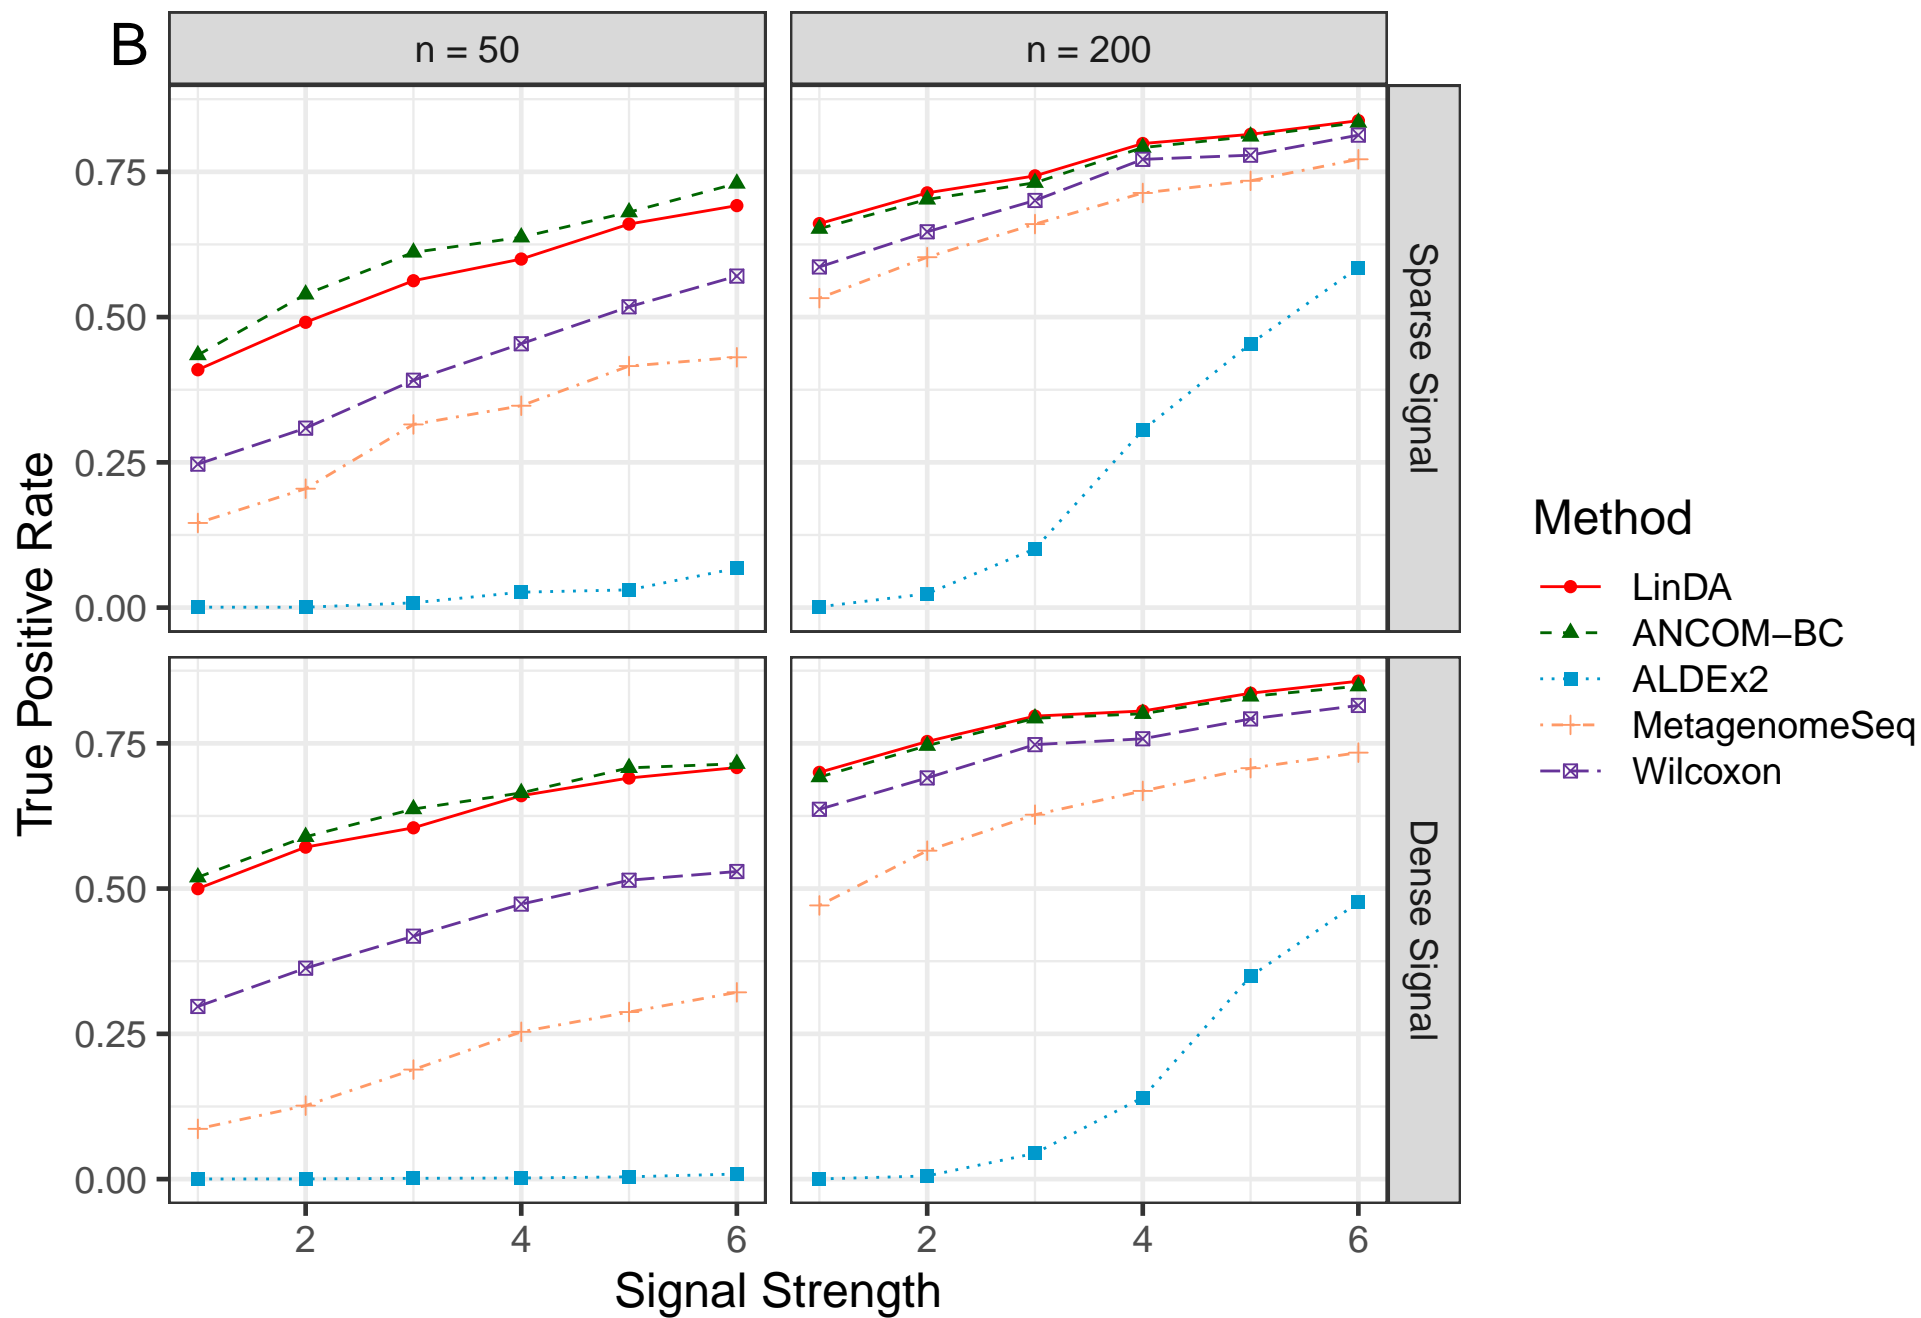 B
n = 50
n = 200
0.75
0.50
0.25
0.00
Sparse Signal
0.75
0.50
0.25
0.00
Dense Signal
True Positive Rate
2
4
6
2
4
6
Signal Strength
Method
LinDA
ANCOM−BC
ALDEx2
MetagenomeSeq
Wilcoxon